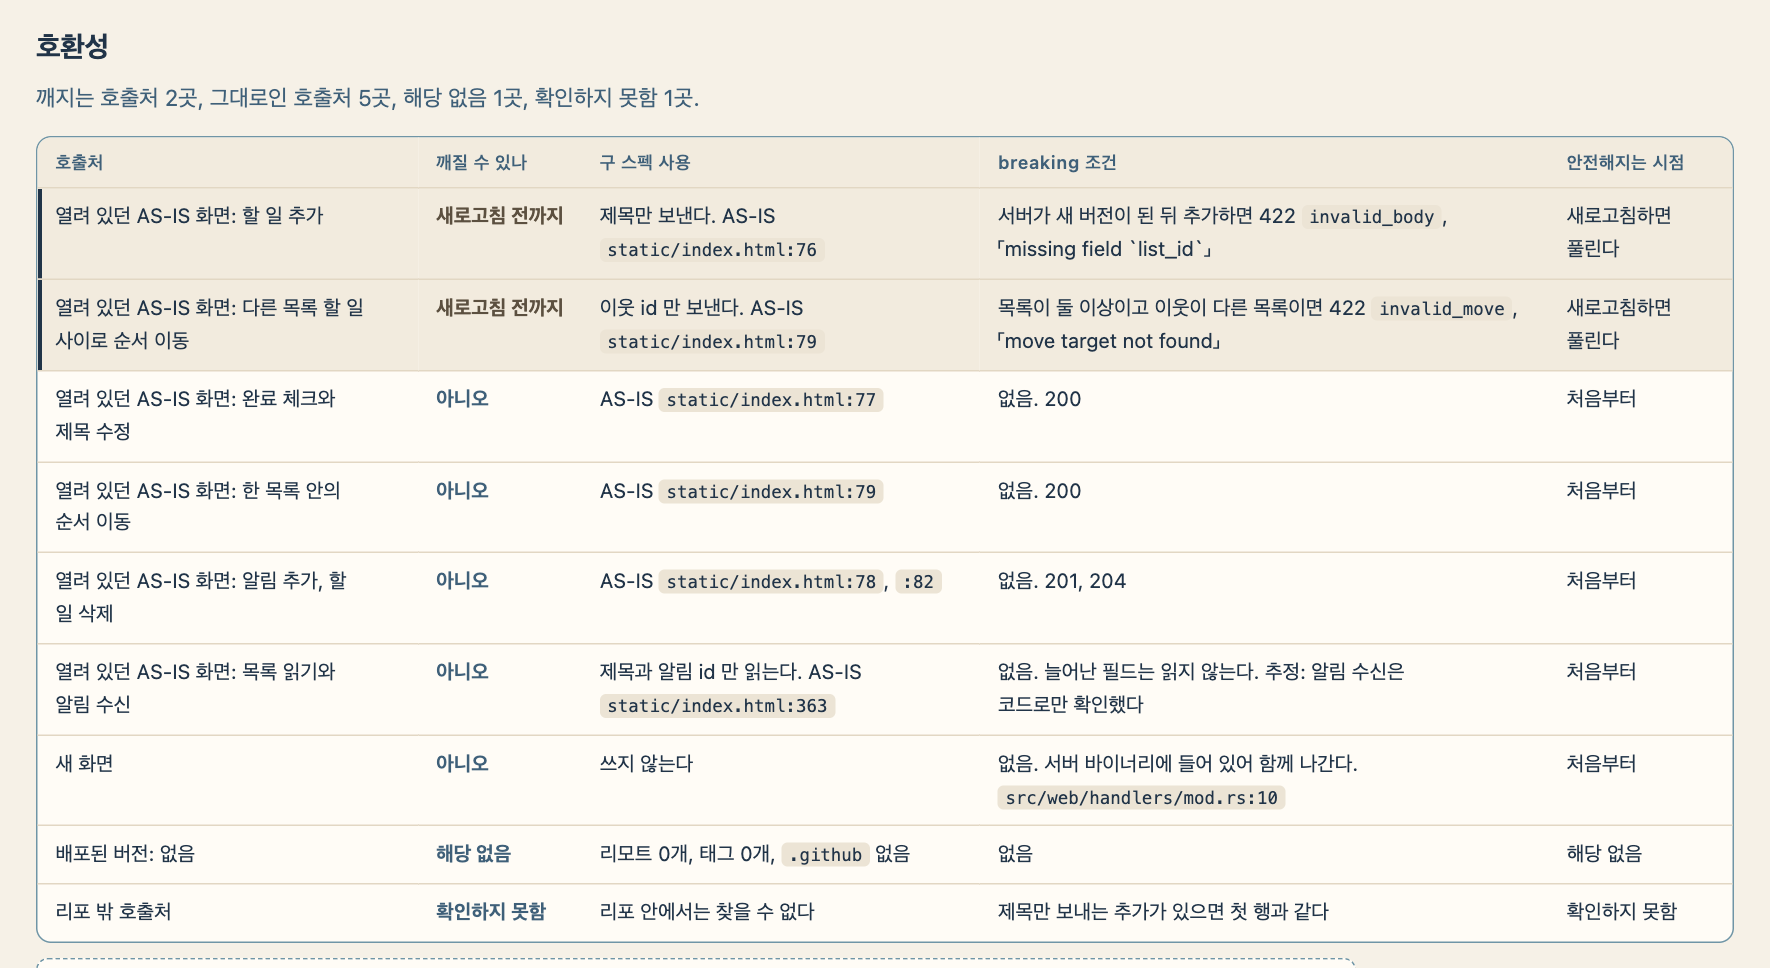 호환성
깨지는 호출처 2곳, 그대로인 호출처 5곳, 해당 없음 1곳, 확인하지 못함 1곳.
호출처 깨질 수 있나 구 스펙 사용 breaking 조건 안전해지는 시점
열려 있던 AS-IS 화면: 할 일 추가 새로고침 전까지 제목만 보낸다. AS-IS 서버가 새 버전이 된 뒤 추가하면 422 invalid_body , 새로고침하면
static/index.html:76 「missing field `list_id`」 풀린다
열려 있던 AS-IS 화면: 다른 목록 할 일 새로고침 전까지 이웃 id 만 보낸다. AS-IS 목록이 둘 이상이고 이웃이 다른 목록이면 422 invalid_move , 새로고침하면
사이로 순서 이동 static/index.html:79 「move target not found」 풀린다
열려 있던 AS-IS 화면: 완료 체크와 아니오 AS-IS static/index.html:77 없음. 200 처음부터
제목 수정
열려 있던 AS-IS 화면: 한 목록 안의 아니오 AS-IS static/index.html:79 없음. 200 처음부터
순서 이동
열려 있던 AS-IS 화면: 알림 추가, 할 아니오 AS-IS static/index.html:78 , :82 없음. 201, 204 처음부터
일 삭제
열려 있던 AS-IS 화면: 목록 읽기와 아니오 제목과 알림 id 만 읽는다. AS-IS 없음. 늘어난 필드는 읽지 않는다. 추정: 알림 수신은 처음부터
알림 수신 static/index.html:363 코드로만 확인했다
새 화면 아니오 쓰지 않는다 없음. 서버 바이너리에 들어 있어 함께 나간다. 처음부터
src/web/handlers/mod.rs:10
배포된 버전: 없음 해당 없음 리모트 0개, 태그 0개, .github 없음 없음 해당 없음
리포 밖 호출처 확인하지 못함 리포 안에서는 찾을 수 없다 제목만 보내는 추가가 있으면 첫 행과 같다 확인하지 못함